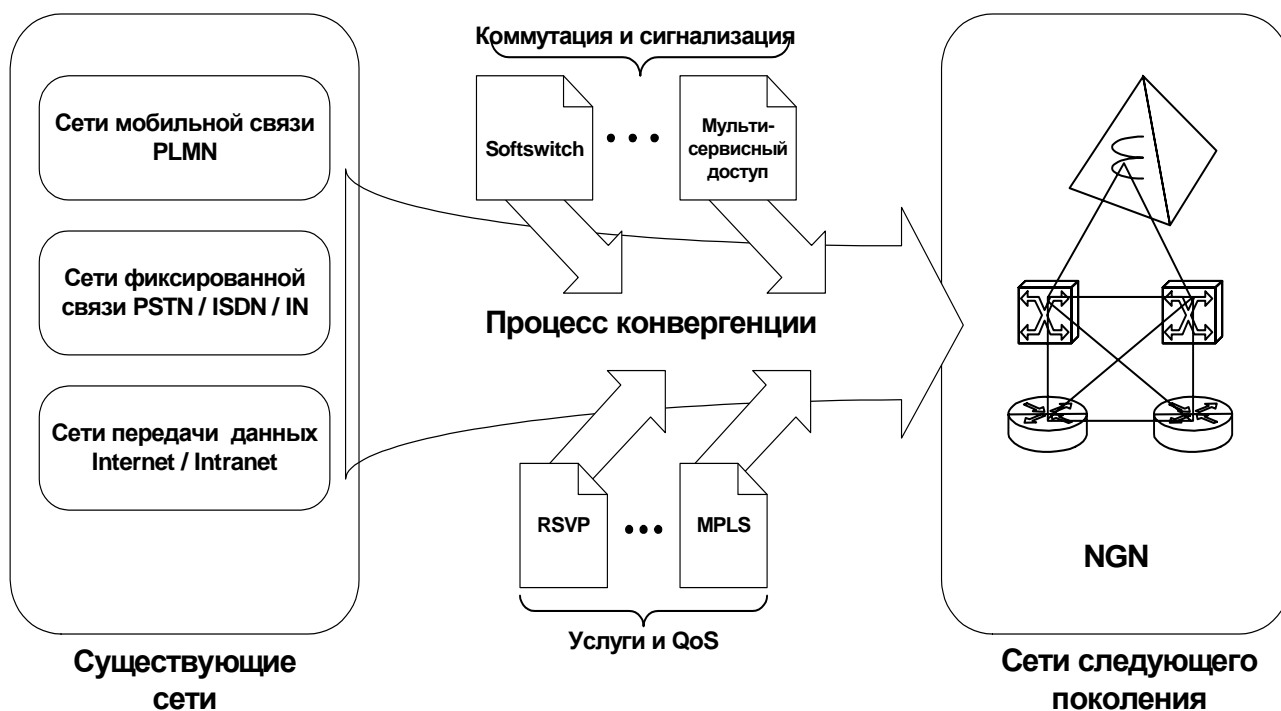 Коммутация и сигнализация
Сети мобильной связи
PLMN
Softswitch
Мульти-
сервисный
доступ
Сети фиксированной
связи PSTN / ISDN / IN
Процесс конвергенции
Сети передачи данных
Internet / Intranet
RSVP
MPLS
NGN
Услуги и QoS
Существующие
сети
Сети следующего
поколения